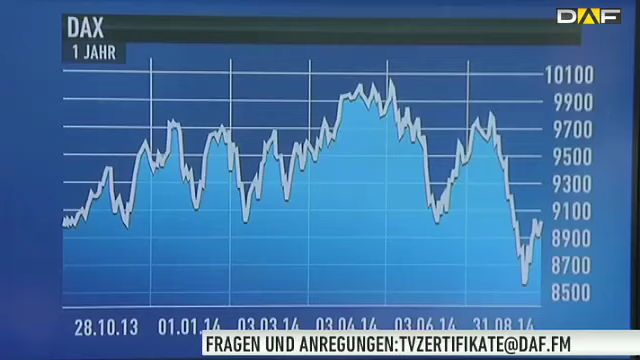 DAF
DAX
1 JAHR
10100
9900
9700
9500
9300
9100
8900
8700
8500
28.10.13 01.01.14 03.03.14 03.04.14 03.06.14 31.08.14
FRAGEN UND ANREGUNGEN:TVZERTIFIKATE@DAF.FM